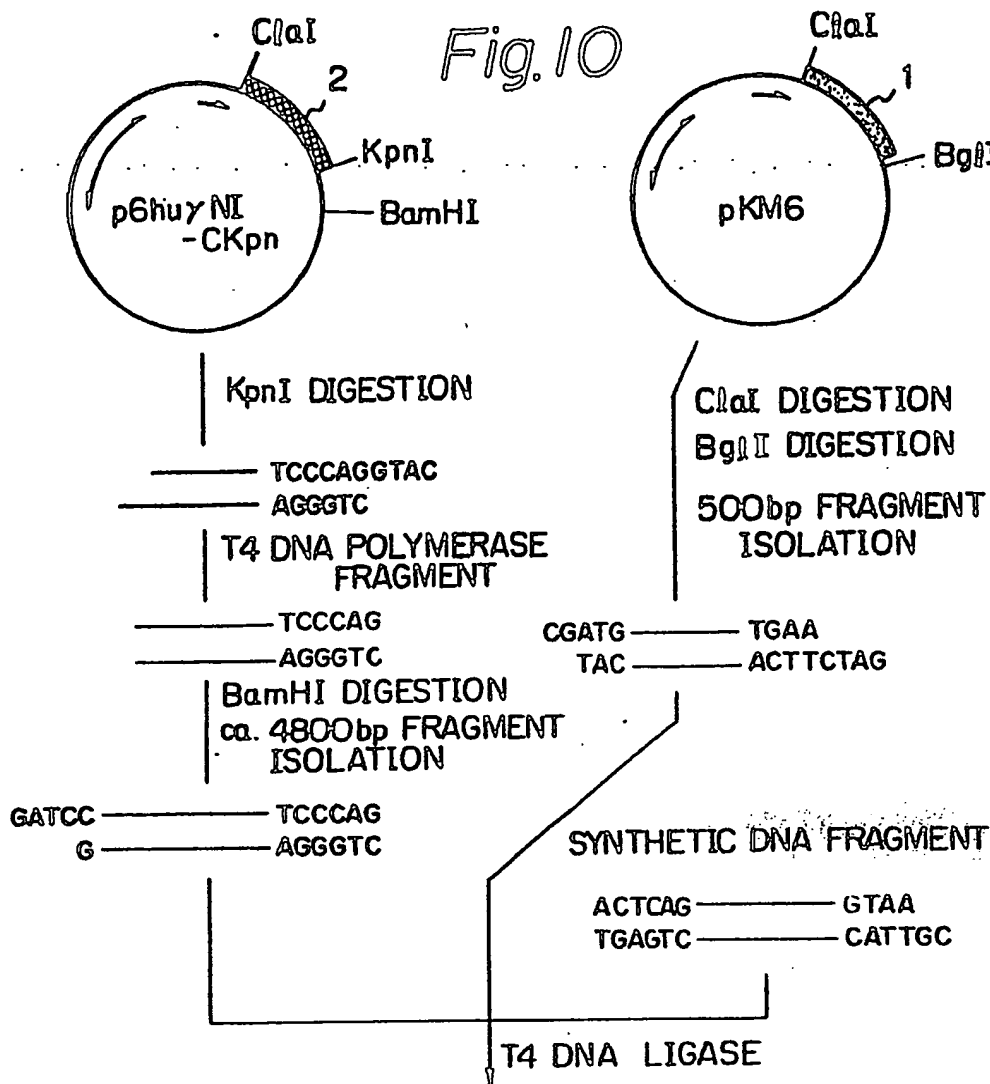 Fig. 10
ClaI
2
KpnI
BamHI
p6huγNI
-CKpn
ClaI
1
BglI
pKM6
KpnI DIGESTION
TCCCAGGTAC
AGGGTC
T4 DNA POLYMERASE
FRAGMENT
TCCCAG
AGGGTC
BamHI DIGESTION
ca. 4800bp FRAGMENT
ISOLATION
GATCC TCCCAG
G AGGGTC
ClaI DIGESTION
BglII DIGESTION
500bp FRAGMENT
ISOLATION
CGATG TGAA
TAC ACTTCTAG
SYNTHETIC DNA FRAGMENT
ACTCAG GTAA
TGAGTC CATTGC
T4 DNA LIGASE